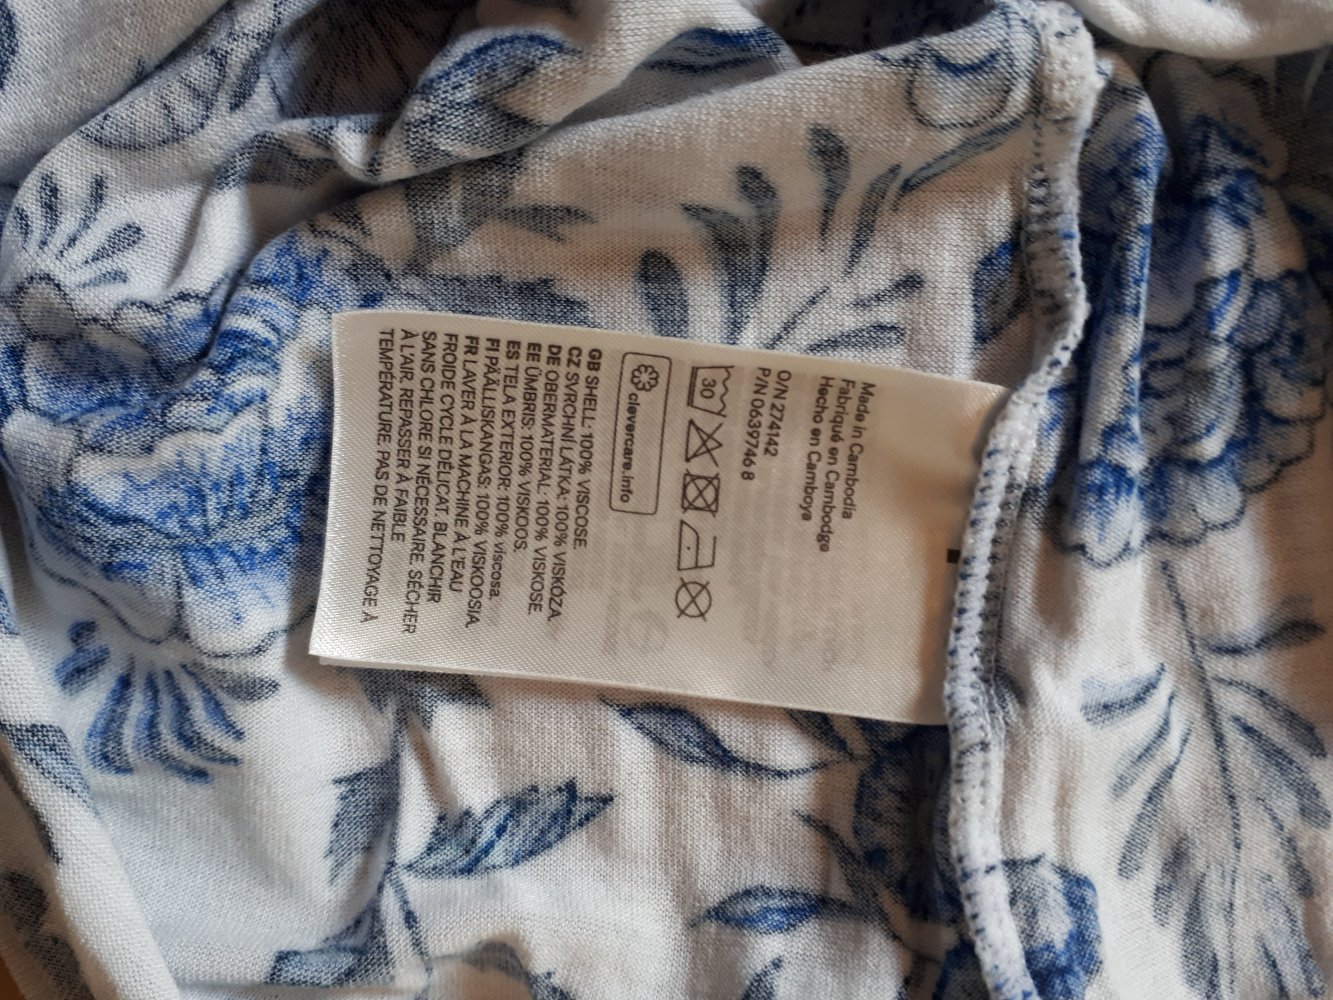 Made in Cambodia
Fabriqué en Cambodge
Hecho en Camboya
O/N 274142
P/N 0639746 8
30
clevercare.info
GB SHELL: 100% VISCOSE.
CZ SVRCHNÍ LÁTKA: 100% VISKÓZA.
DE OBERMATERIAL: 100% VISKOSE.
EE ÜMBRIS: 100% VISKOOS.
ES TELA EXTERIOR: 100% viscosa.
FI PÄÄLLISKANGAS: 100% VISKOOSIA.
FR LAVER À LA MACHINE À L'EAU
FROIDE CYCLE DÉLICAT. BLANCHIR
SANS CHLORE SI NÉCESSAIRE. SÉCHER
À L'AIR. REPASSER À FAIBLE
TEMPÉRATURE. PAS DE NETTOYAGE À